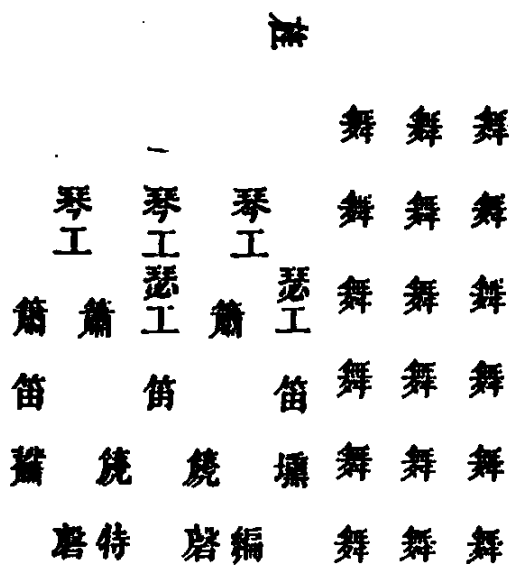 旌
舞 舞 舞
琴工 琴工 琴工 舞 舞 舞
瑟工 瑟工
簫 簫 簫 舞 舞 舞
笛 笛 笛 舞 舞 舞
篪 篪 壎 舞 舞 舞
磬 特 磬 編 舞 舞 舞